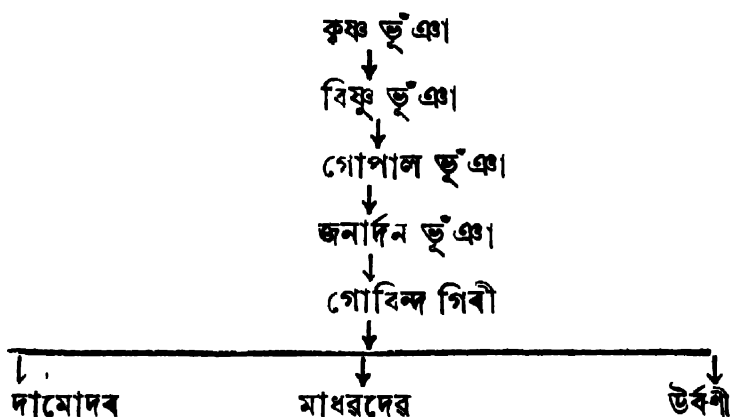 কৃষ্ণ ভূঁঞা
বিষ্ণু ভূঁঞা
গোপাল ভূঁঞা
জনাৰ্দন ভূঁঞা
গোবিন্দ গিৰী
দামোদৰ মাধৱদেৱ উৰ্বশী